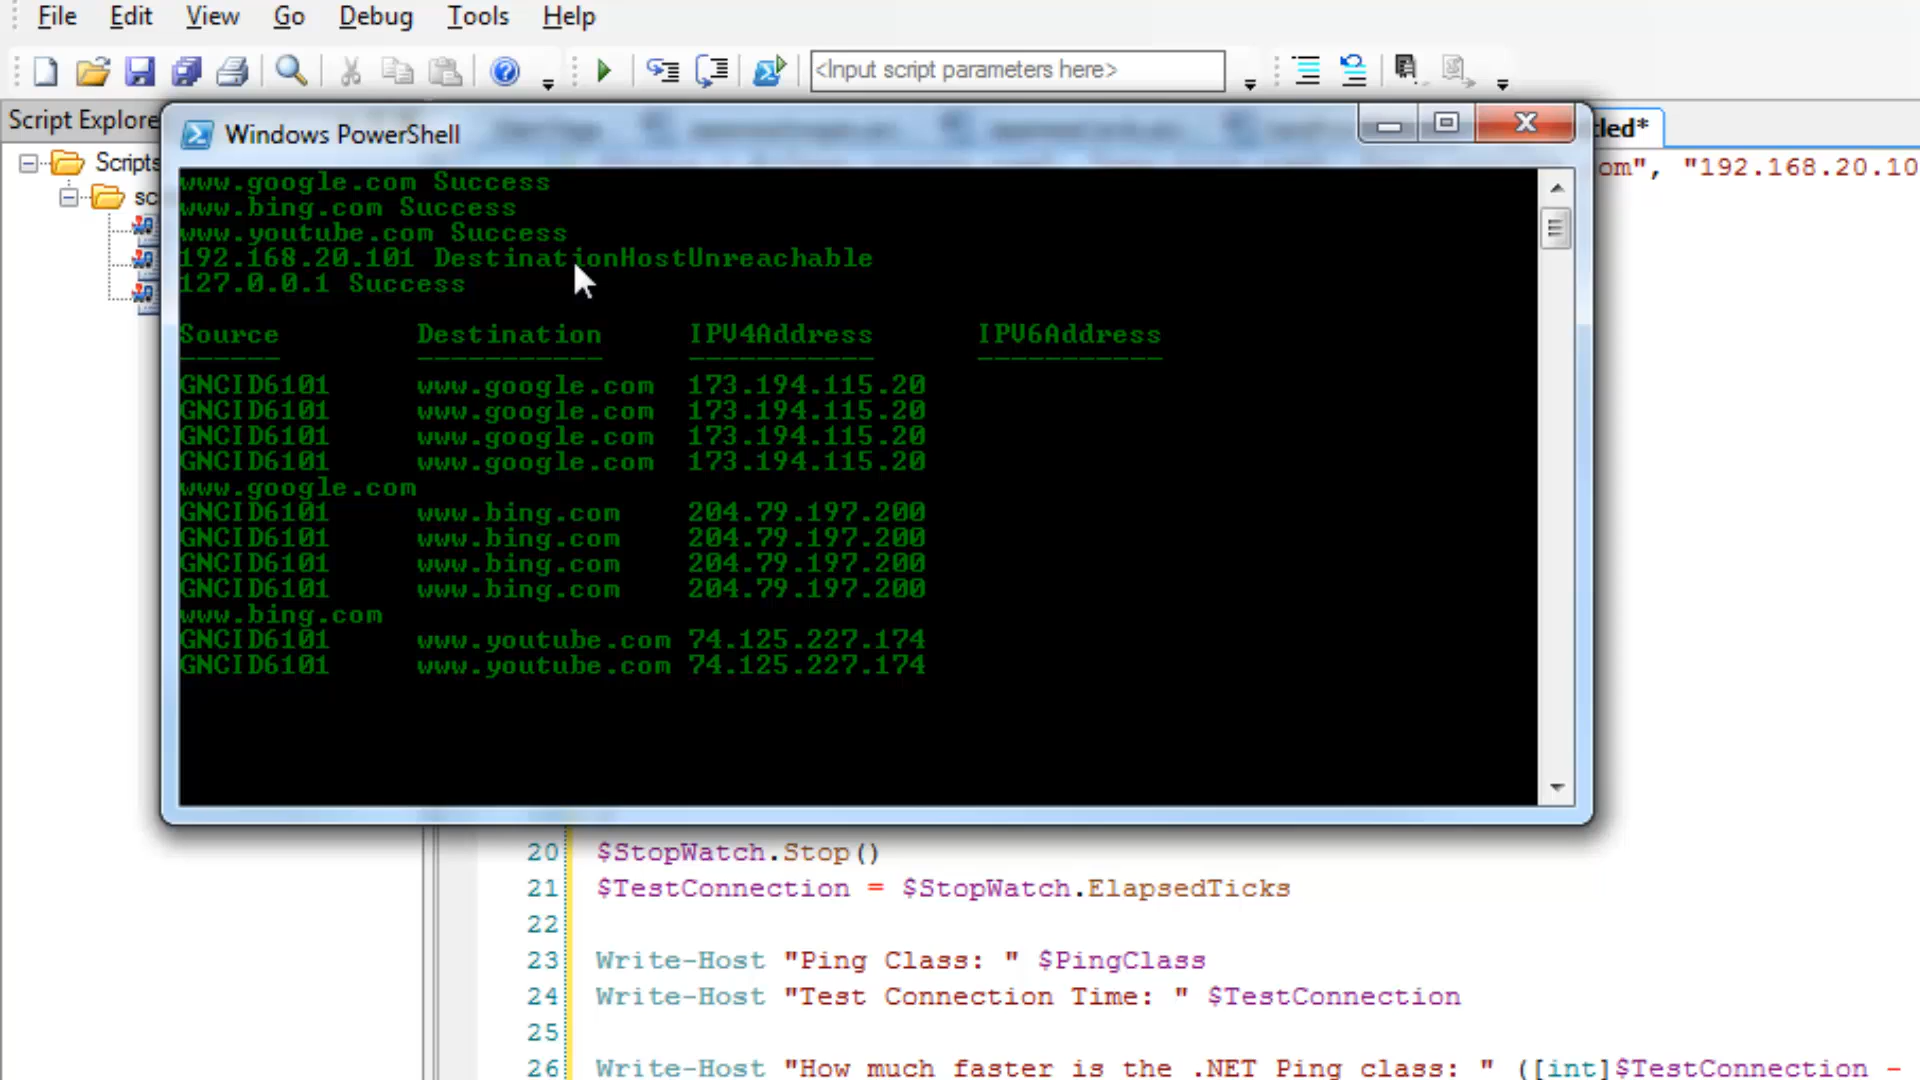 File Edit View Go Debug Tools Help
<Input script parameters here>
Script Explore
Windows PowerShell
led*
Scripts
sc
om", "192.168.20.10
www.google.com Success
www.bing.com Success
www.youtube.com Success
192.168.20.101 DestinationHostUnreachable
127.0.0.1 Success
Source Destination IPV4Address IPV6Address
------ ----------- ----------- -----------
GNCID6101 www.google.com 173.194.115.20
GNCID6101 www.google.com 173.194.115.20
GNCID6101 www.google.com 173.194.115.20
GNCID6101 www.google.com 173.194.115.20
www.google.com
GNCID6101 www.bing.com 204.79.197.200
GNCID6101 www.bing.com 204.79.197.200
GNCID6101 www.bing.com 204.79.197.200
GNCID6101 www.bing.com 204.79.197.200
www.bing.com
GNCID6101 www.youtube.com 74.125.227.174
GNCID6101 www.youtube.com 74.125.227.174
20 $StopWatch.Stop()
21 $TestConnection = $StopWatch.ElapsedTicks
22
23 Write-Host "Ping Class: " $PingClass
24 Write-Host "Test Connection Time: " $TestConnection
25
26 Write-Host "How much faster is the .NET Ping class: " ([int]$TestConnection -